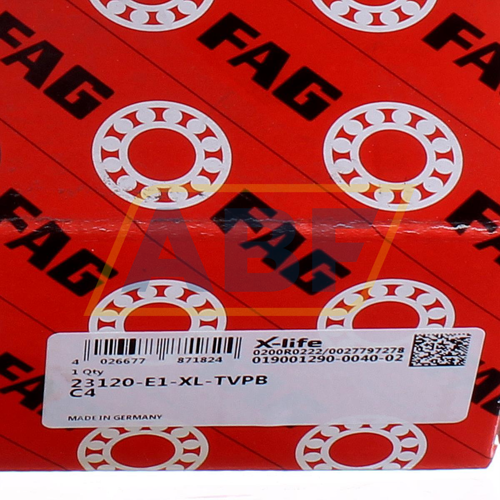 FAG
FAG
FAG
FAG
FAG
FAG
ABF
X-life
0200R0222/0027797278
4 026677 871824 019001290-0040-02
1 Qty
23120-E1-XL-TVPB
C4
MADE IN GERMANY